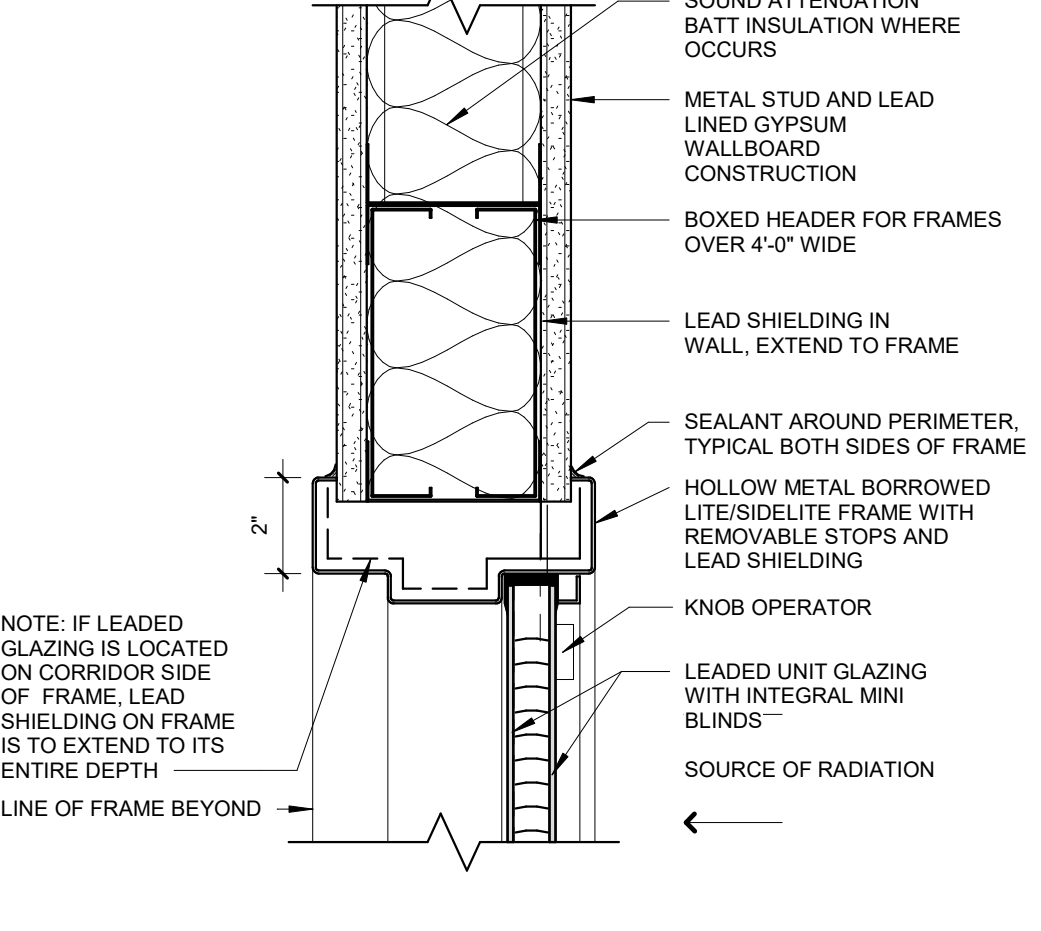 SOUND ATTENUATION
BATT INSULATION WHERE
OCCURS
METAL STUD AND LEAD
LINED GYPSUM
WALLBOARD
CONSTRUCTION
BOXED HEADER FOR FRAMES
OVER 4'-0" WIDE
LEAD SHIELDING IN
WALL, EXTEND TO FRAME
SEALANT AROUND PERIMETER,
TYPICAL BOTH SIDES OF FRAME
HOLLOW METAL BORROWED
LITE/SIDELITE FRAME WITH
REMOVABLE STOPS AND
LEAD SHIELDING
2"
KNOB OPERATOR
LEADED UNIT GLAZING
WITH INTEGRAL MINI
BLINDS
SOURCE OF RADIATION
NOTE: IF LEADED
GLAZING IS LOCATED
ON CORRIDOR SIDE
OF FRAME, LEAD
SHIELDING ON FRAME
IS TO EXTEND TO ITS
ENTIRE DEPTH
LINE OF FRAME BEYOND